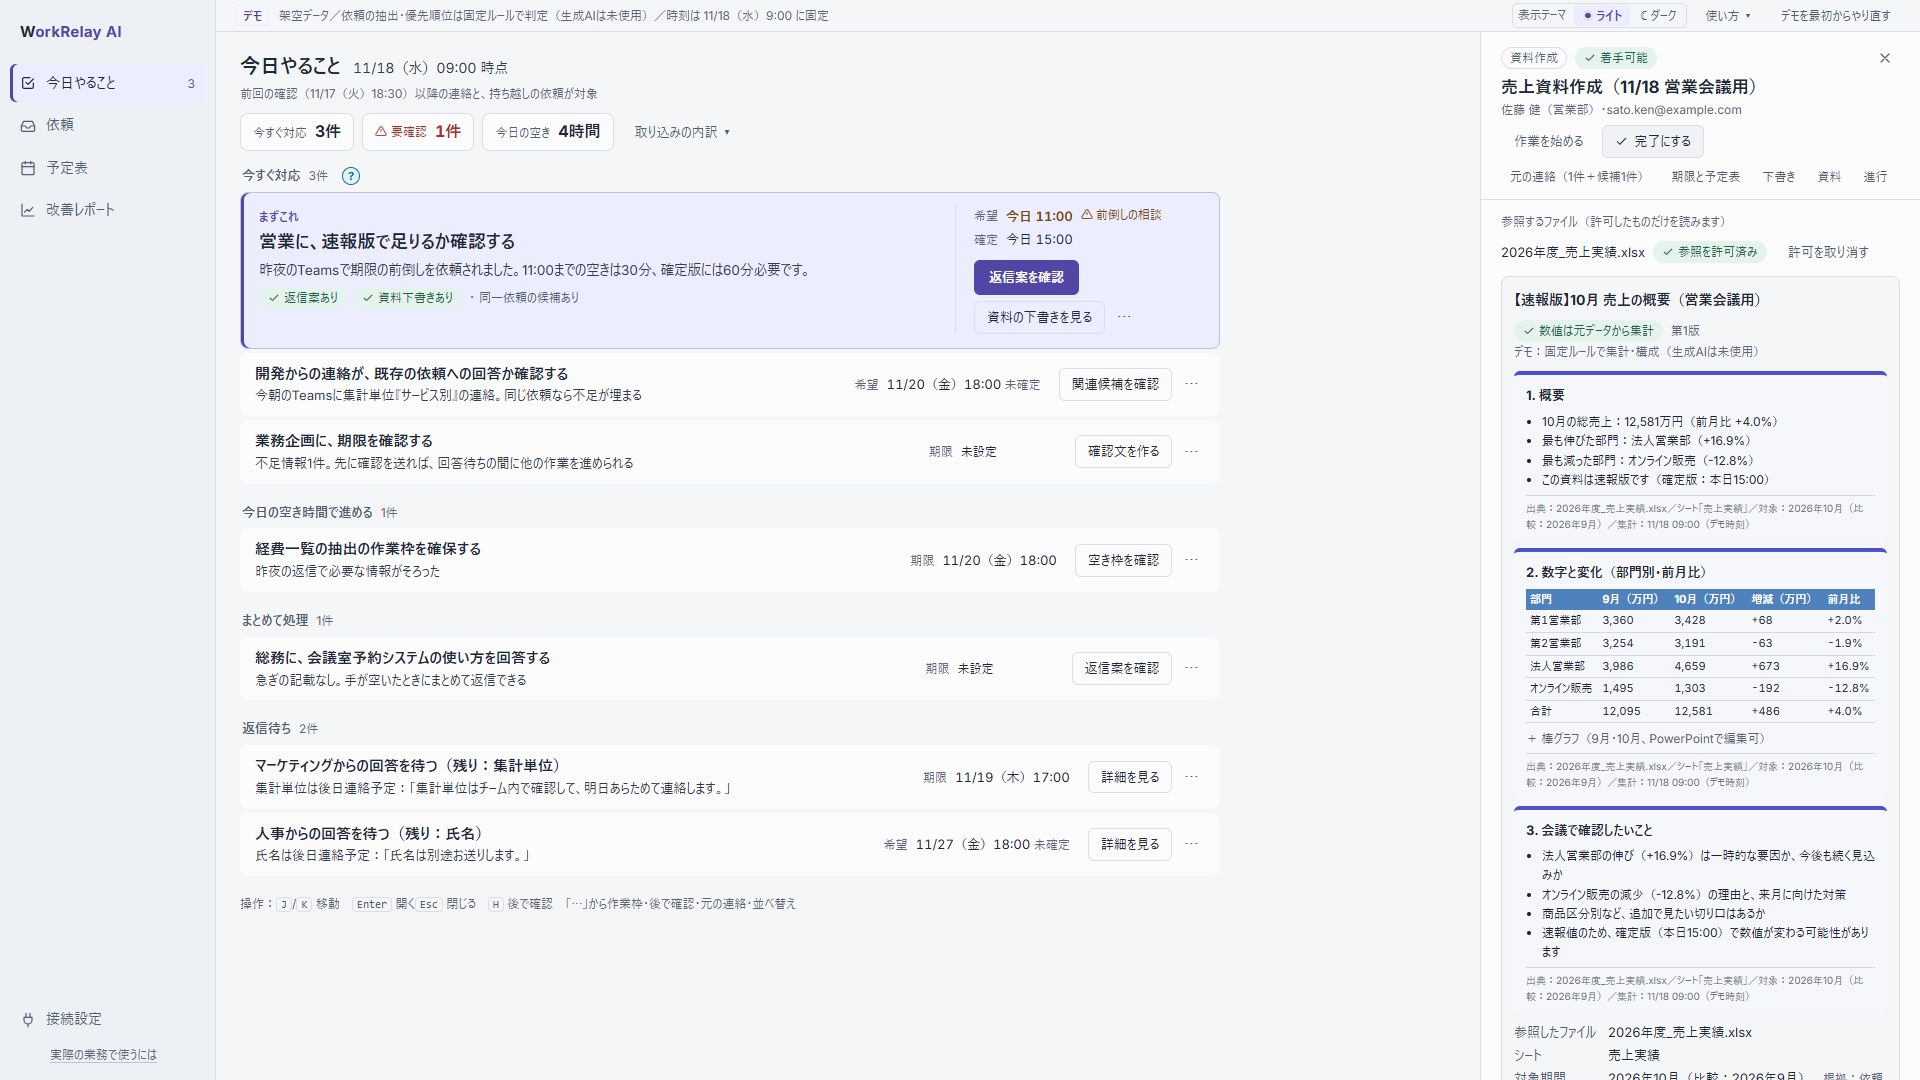 WorkRelay AI
今日やること 3
依頼
予定表
改善レポート
接続設定
実際の業務で使うには
デモ 架空データ／依頼の抽出・優先順位は固定ルールで判定（生成AIは未使用）／時刻は 11/18（水）9:00 に固定
表示テーマ ライト ダーク 使い方 ▼ デモを最初からやり直す
今日やること 11/18（水）09:00 時点
前回の確認（11/17（火）18:30）以降の連絡と、持ち越しの依頼が対象
今すぐ対応 3件 要確認 1件 今日の空き 4時間 取り込みの内訳 ▼
今すぐ対応 3件 ?
まずこれ
営業に、速報版で足りるか確認する
昨夜のTeamsで期限の前倒しを依頼されました。11:00までの空きは30分、確定版には60分必要です。
✓ 返信案あり ✓ 資料下書きあり ・同一依頼の候補あり
希望 今日 11:00 前倒しの相談
確定 今日 15:00
返信案を確認
資料の下書きを見る …
開発からの連絡が、既存の依頼への回答か確認する
今朝のTeamsに集計単位『サービス別』の連絡。同じ依頼なら不足が埋まる
希望 11/20（金）18:00 未確定 関連候補を確認 …
業務企画に、期限を確認する
不足情報1件。先に確認を送れば、回答待ちの間に他の作業を進められる
期限 未設定 確認文を作る …
今日の空き時間で進める 1件
経費一覧の抽出の作業枠を確保する
昨夜の返信で必要な情報がそろった
期限 11/20（金）18:00 空き枠を確認 …
まとめて処理 1件
総務に、会議室予約システムの使い方を回答する
急ぎの記載なし。手が空いたときにまとめて返信できる
期限 未設定 返信案を確認 …
返信待ち 2件
マーケティングからの回答を待つ（残り：集計単位）
集計単位は後日連絡予定：「集計単位はチーム内で確認して、明日あらためて連絡します。」
期限 11/19（木）17:00 詳細を見る …
人事からの回答を待つ（残り：氏名）
氏名は後日連絡予定：「氏名は別途お送りします。」
希望 11/27（金）18:00 未確定 詳細を見る …
操作： J / K 移動 Enter 開く Esc 閉じる H 後で確認 「…」から作業枠・後で確認・元の連絡・並べ替え
資料作成 ✓ 着手可能
売上資料作成（11/18 営業会議用）
佐藤 健（営業部）・sato.ken@example.com
作業を始める ✓ 完了にする
元の連絡（1件＋候補1件） 期限と予定表 下書き 資料 進行
参照するファイル（許可したものだけを読みます）
2026年度_売上実績.xlsx ✓ 参照を許可済み 許可を取り消す
【速報版】10月 売上の概要（営業会議用）
✓ 数値は元データから集計 第1版
デモ：固定ルールで集計・構成（生成AIは未使用）
1. 概要
• 10月の総売上：12,581万円（前月比 +4.0%）
• 最も伸びた部門：法人営業部（+16.9%）
• 最も減った部門：オンライン販売（-12.8%）
• この資料は速報版です（確定版：本日15:00）
出典：2026年度_売上実績.xlsx／シート「売上実績」／対象：2026年10月（比
較：2026年9月）／集計：11/18 09:00（デモ時刻）
2. 数字と変化（部門別・前月比）
部門 9月（万円） 10月（万円） 増減（万円） 前月比
第1営業部 3,360 3,428 +68 +2.0%
第2営業部 3,254 3,191 -63 -1.9%
法人営業部 3,986 4,659 +673 +16.9%
オンライン販売 1,495 1,303 -192 -12.8%
合計 12,095 12,581 +486 +4.0%
＋ 棒グラフ（9月・10月、PowerPointで編集可）
出典：2026年度_売上実績.xlsx／シート「売上実績」／対象：2026年10月（比
較：2026年9月）／集計：11/18 09:00（デモ時刻）
3. 会議で確認したいこと
• 法人営業部の伸び（+16.9%）は一時的な要因か、今後も続く見込
みか
• オンライン販売の減少（-12.8%）の理由と、来月に向けた対策
• 商品区分別など、追加で見たい切り口はあるか
• 速報値のため、確定版（本日15:00）で数値が変わる可能性があり
ます
出典：2026年度_売上実績.xlsx／シート「売上実績」／対象：2026年10月（比
較：2026年9月）／集計：11/18 09:00（デモ時刻）
参照したファイル 2026年度_売上実績.xlsx
シート 売上実績
対象期間 2026年10月（比較：2026年9月） 根拠：依頼